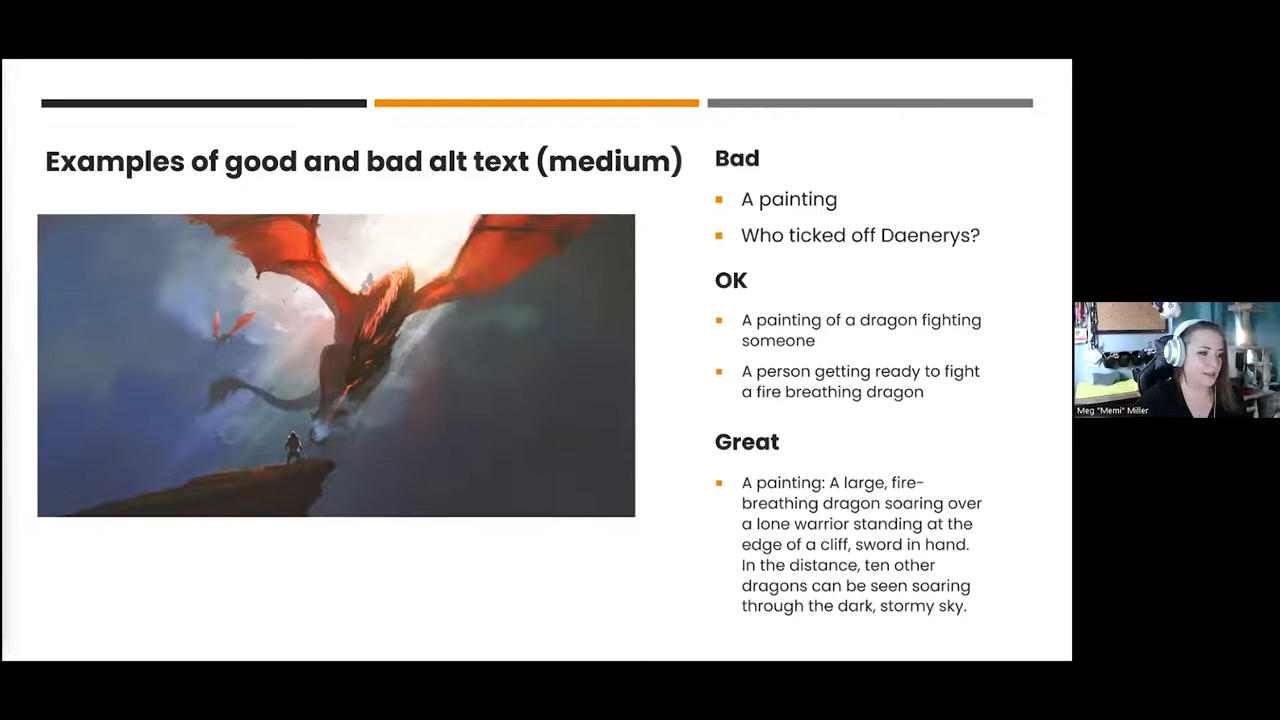 Examples of good and bad alt text (medium)
Bad
A painting
Who ticked off Daenerys?
OK
A painting of a dragon fighting
someone
A person getting ready to fight
a fire breathing dragon
Great
A painting: A large, fire-
breathing dragon soaring over
a lone warrior standing at the
edge of a cliff, sword in hand.
In the distance, ten other
dragons can be seen soaring
through the dark, stormy sky.
Meg "Memi" Miller